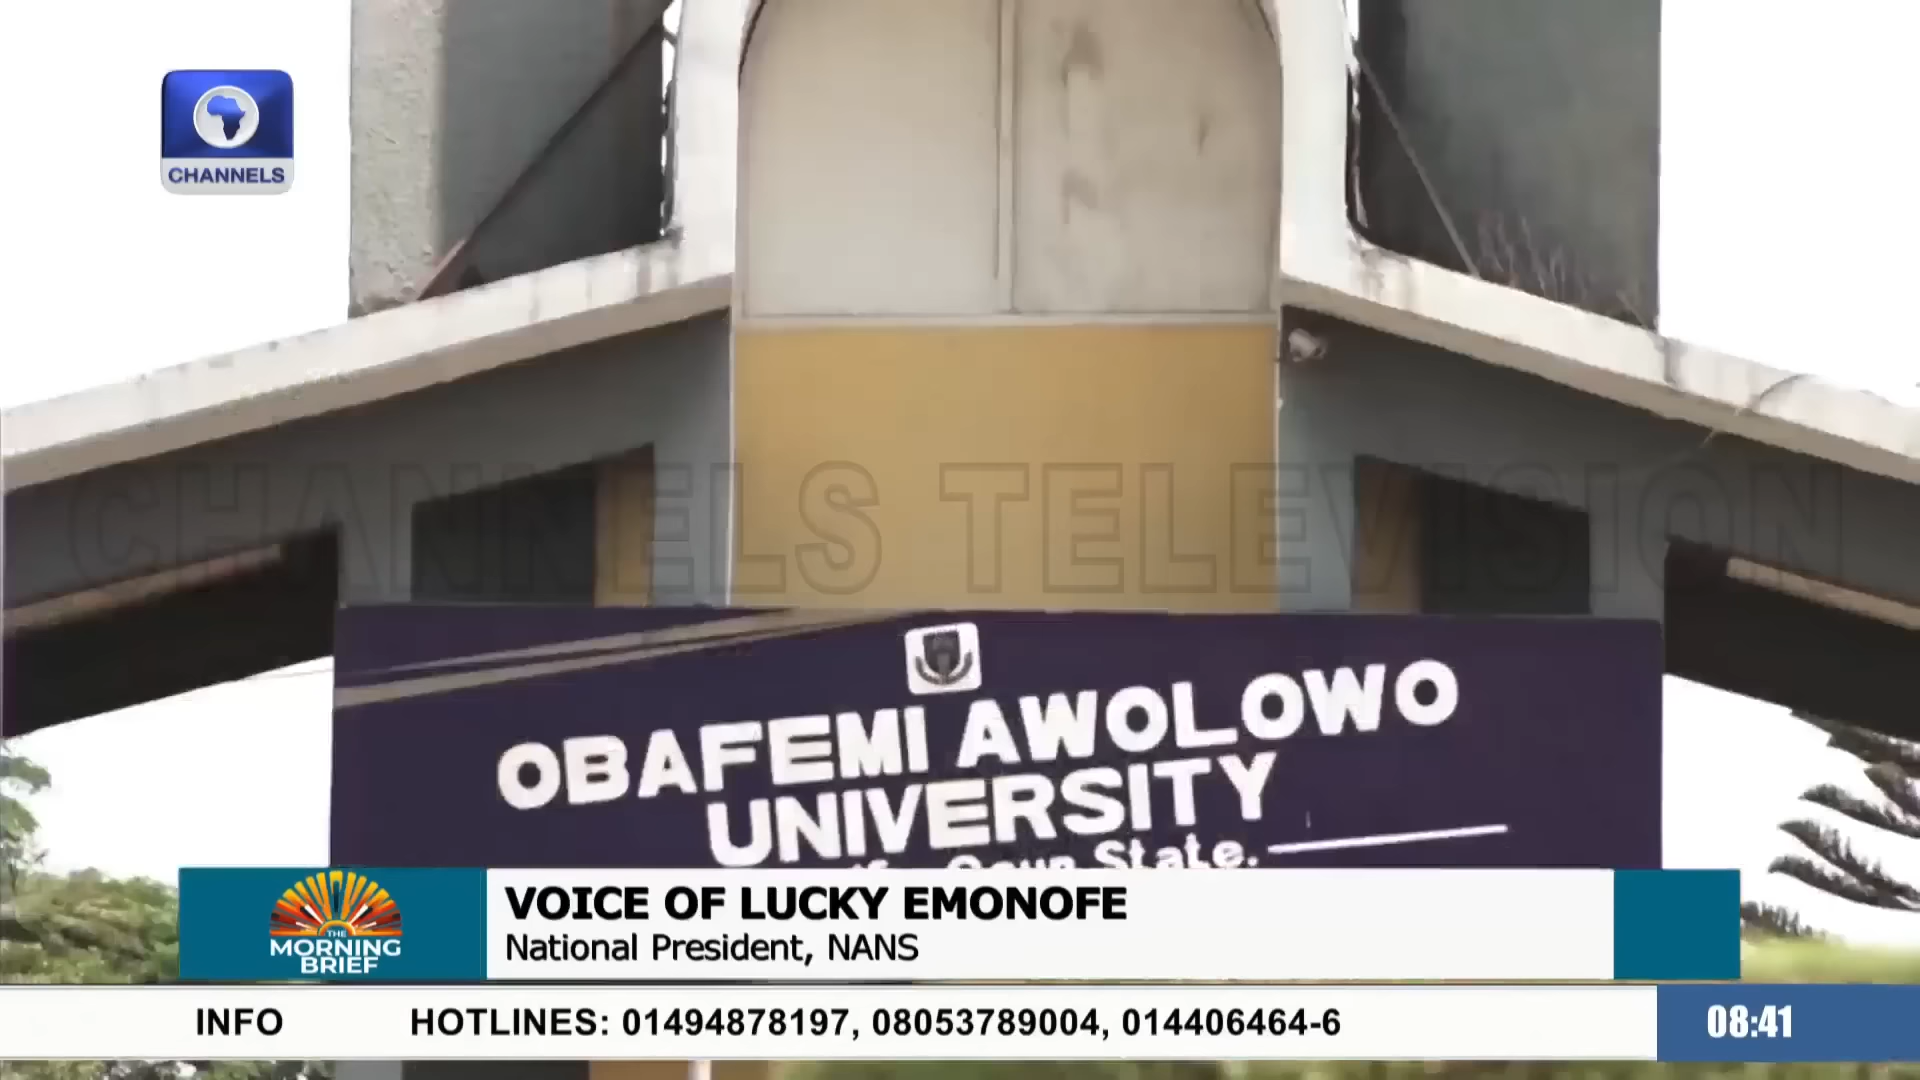 CHANNELS
CHANNELS TELEVISION
OBAFEMI AWOLOWO
UNIVERSITY
State.
VOICE OF LUCKY EMONOFE
National President, NANS
THE
MORNING
BRIEF
INFO
HOTLINES: 01494878197, 08053789004, 014406464-6
08:41